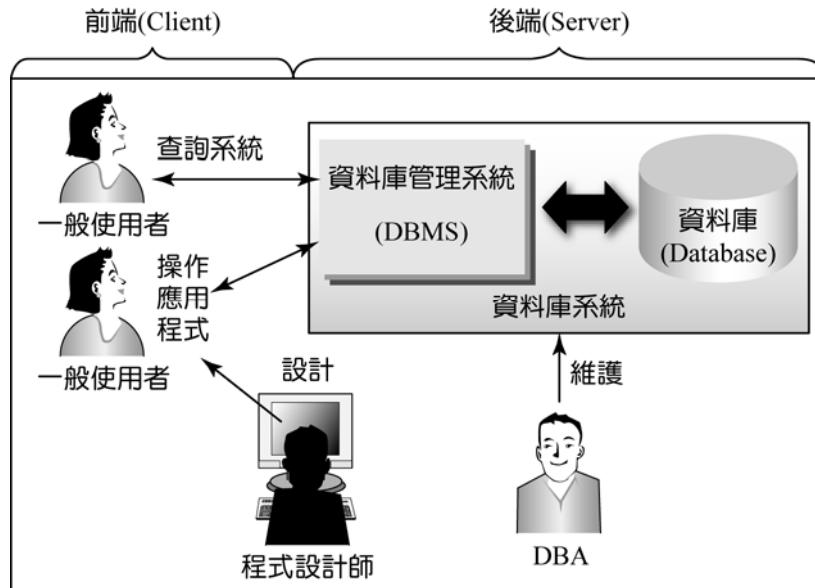 前端(Client)
後端(Server)
查詢系統
一般使用者
操作
應用
程式
一般使用者
資料庫管理系統
(DBMS)
資料庫
(Database)
資料庫系統
設計
程式設計師
維護
DBA